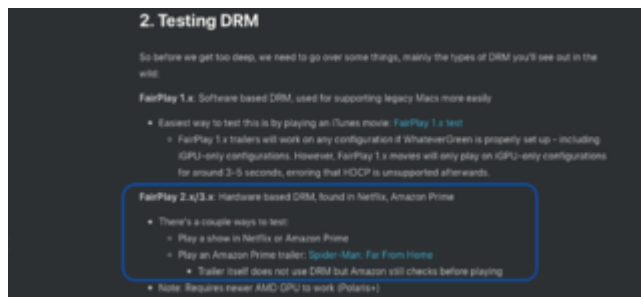 2. Testing DRM
So before we get too deep, we need to go over some things, mainly the types of DRM you'll see out in the
wild:
FairPlay 1.x: Software based DRM, used for supporting legacy Macs more easily
• Easiest way to test this is by playing an iTunes movie: FairPlay 1.x test
◦ FairPlay 1.x trailers will work on any configuration if WhateverGreen is properly set up - including
iGPU-only configurations. However, FairPlay 1.x movies will only play on iGPU-only configurations
for around 3-5 seconds, erroring that HDCP is unsupported afterwards.
FairPlay 2.x/3.x: Hardware based DRM, found in Netflix, Amazon Prime
• There's a couple ways to test:
◦ Play a show in Netflix or Amazon Prime
◦ Play an Amazon Prime trailer: Spider-Man: Far From Home
▪ Trailer itself does not use DRM but Amazon still checks before playing
• Note: Requires newer AMD GPU to work (Polaris+)